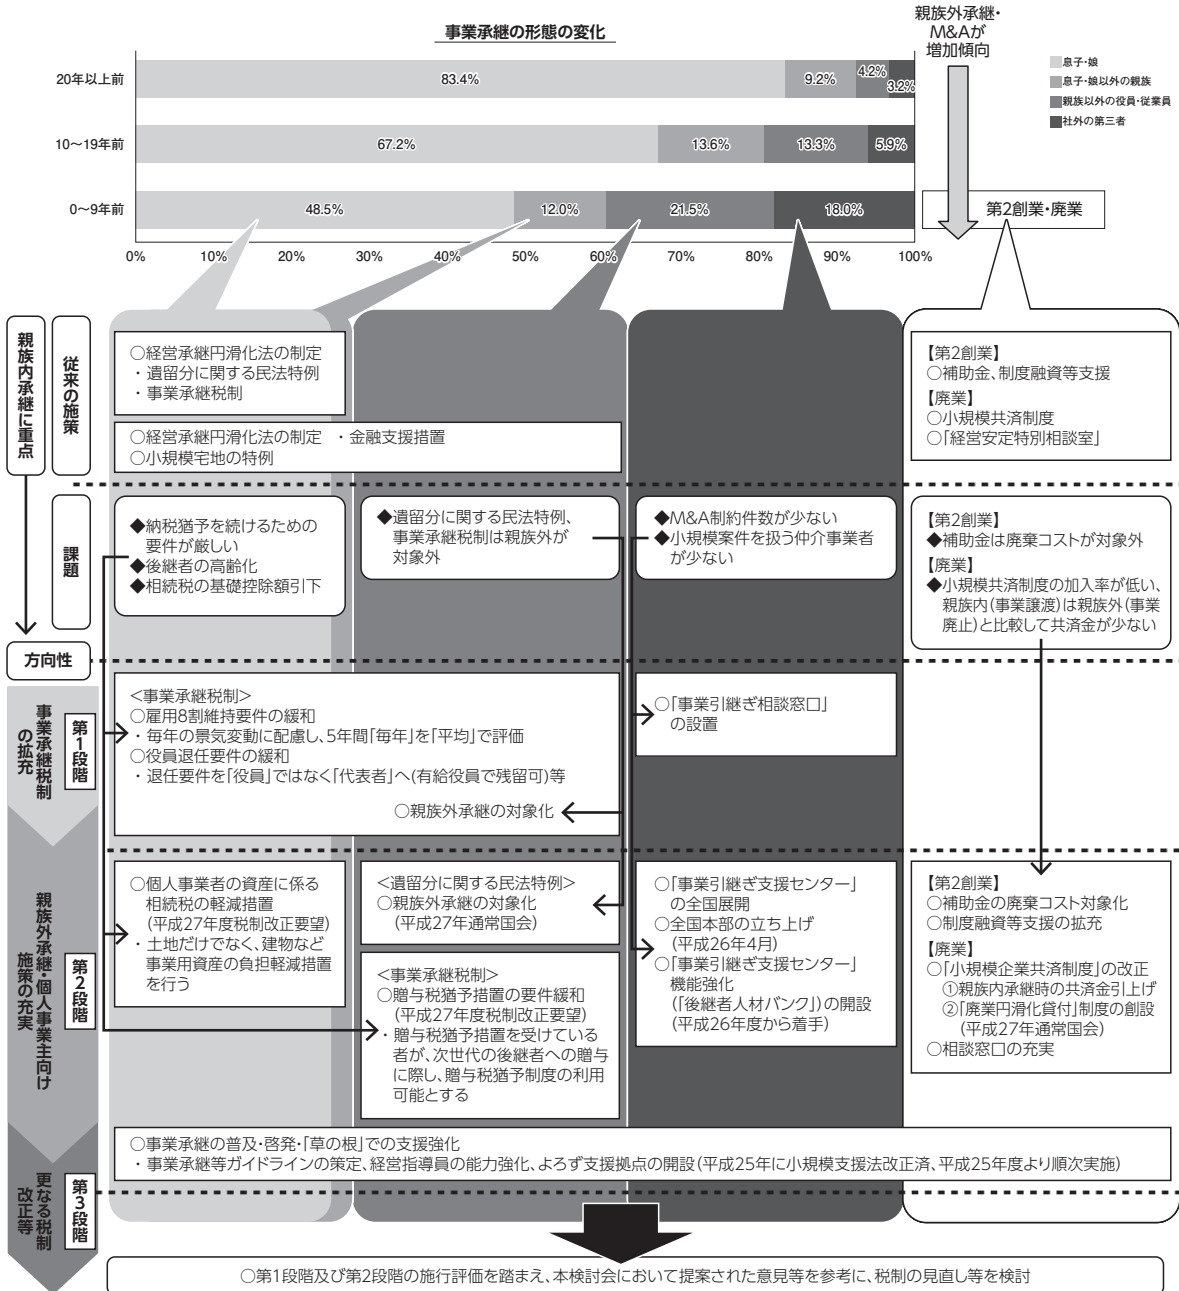 事業承継の形態の変化
親族外承継・
M&Aが
増加傾向
息子・娘
息子・娘以外の親族
親族以外の役員・従業員
社外の第三者
20年以上前
83.4%
9.2%
4.2%
3.2%
10〜19年前
67.2%
13.6%
13.3%
5.9%
0〜9年前
48.5%
12.0%
21.5%
18.0%
第2創業・廃業
0%
10%
20%
30%
40%
50%
60%
70%
80%
90%
100%
親族内承継に重点
従来の施策
○経営承継円滑化法の制定
・遺留分に関する民法特例
・事業承継税制
○経営承継円滑化法の制定 ・金融支援措置
○小規模宅地の特例
【第2創業】
○補助金、制度融資等支援
【廃業】
○小規模共済制度
○「経営安定特別相談室」
課題
◆納税猶予を続けるための
要件が厳しい
◆後継者の高齢化
◆相続税の基礎控除額引下
◆遺留分に関する民法特例、
事業承継税制は親族外が
対象外
◆M&A制約件数が少ない
◆小規模案件を扱う仲介事業者
が少ない
【第2創業】
◆補助金は廃棄コストが対象外
【廃業】
◆小規模共済制度の加入率が低い、
親族内(事業譲渡)は親族外(事業
廃止)と比較して共済金が少ない
方向性
事業承継税制
の拡充
第1段階
<事業承継税制>
○雇用8割維持要件の緩和
・毎年の景気変動に配慮し、5年間「毎年」を「平均」で評価
○役員退任要件の緩和
・退任要件を「役員」ではなく「代表者」へ(有給役員で残留可)等
○親族外承継の対象化
○「事業引継ぎ相談窓口」
の設置
親族外承継・個人事業主向け
施策の充実
第2段階
○個人事業者の資産に係る
相続税の軽減措置
(平成27年度税制改正要望)
・土地だけでなく、建物など
事業用資産の負担軽減措置
を行う
<遺留分に関する民法特例>
○親族外承継の対象化
(平成27年通常国会)
<事業承継税制>
○贈与税猶予措置の要件緩和
(平成27年度税制改正要望)
・贈与税猶予措置を受けている
者が、次世代の後継者への贈与
に際し、贈与税猶予制度の利用
可能とする
○「事業引継ぎ支援センター」
の全国展開
○全国本部の立ち上げ
(平成26年4月)
○「事業引継ぎ支援センター」
機能強化
(「後継者人材バンク」)の開設
(平成26年度から着手)
【第2創業】
○補助金の廃棄コスト対象化
○制度融資等支援の拡充
【廃業】
○「小規模企業共済制度」の改正
①親族内承継時の共済金引上げ
②「廃業円滑化貸付」制度の創設
(平成27年通常国会)
○相談窓口の充実
○事業承継の普及・啓発・「草の根」での支援強化
・事業承継等ガイドラインの策定、経営指導員の能力強化、よろず支援拠点の開設(平成25年に小規模支援法改正済、平成25年度より順次実施)
更なる税制
改正等
第3段階
○第1段階及び第2段階の施行評価を踏まえ、本検討会において提案された意見等を参考に、税制の見直し等を検討